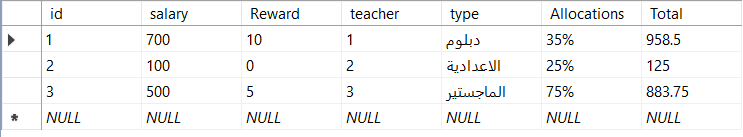 id salary Reward teacher type Allocations Total
1 700 10 1 دبلوم 35% 958.5
2 100 0 2 الاعدادية 25% 125
3 500 5 3 الماجستير 75% 883.75
NULL NULL NULL NULL NULL NULL NULL